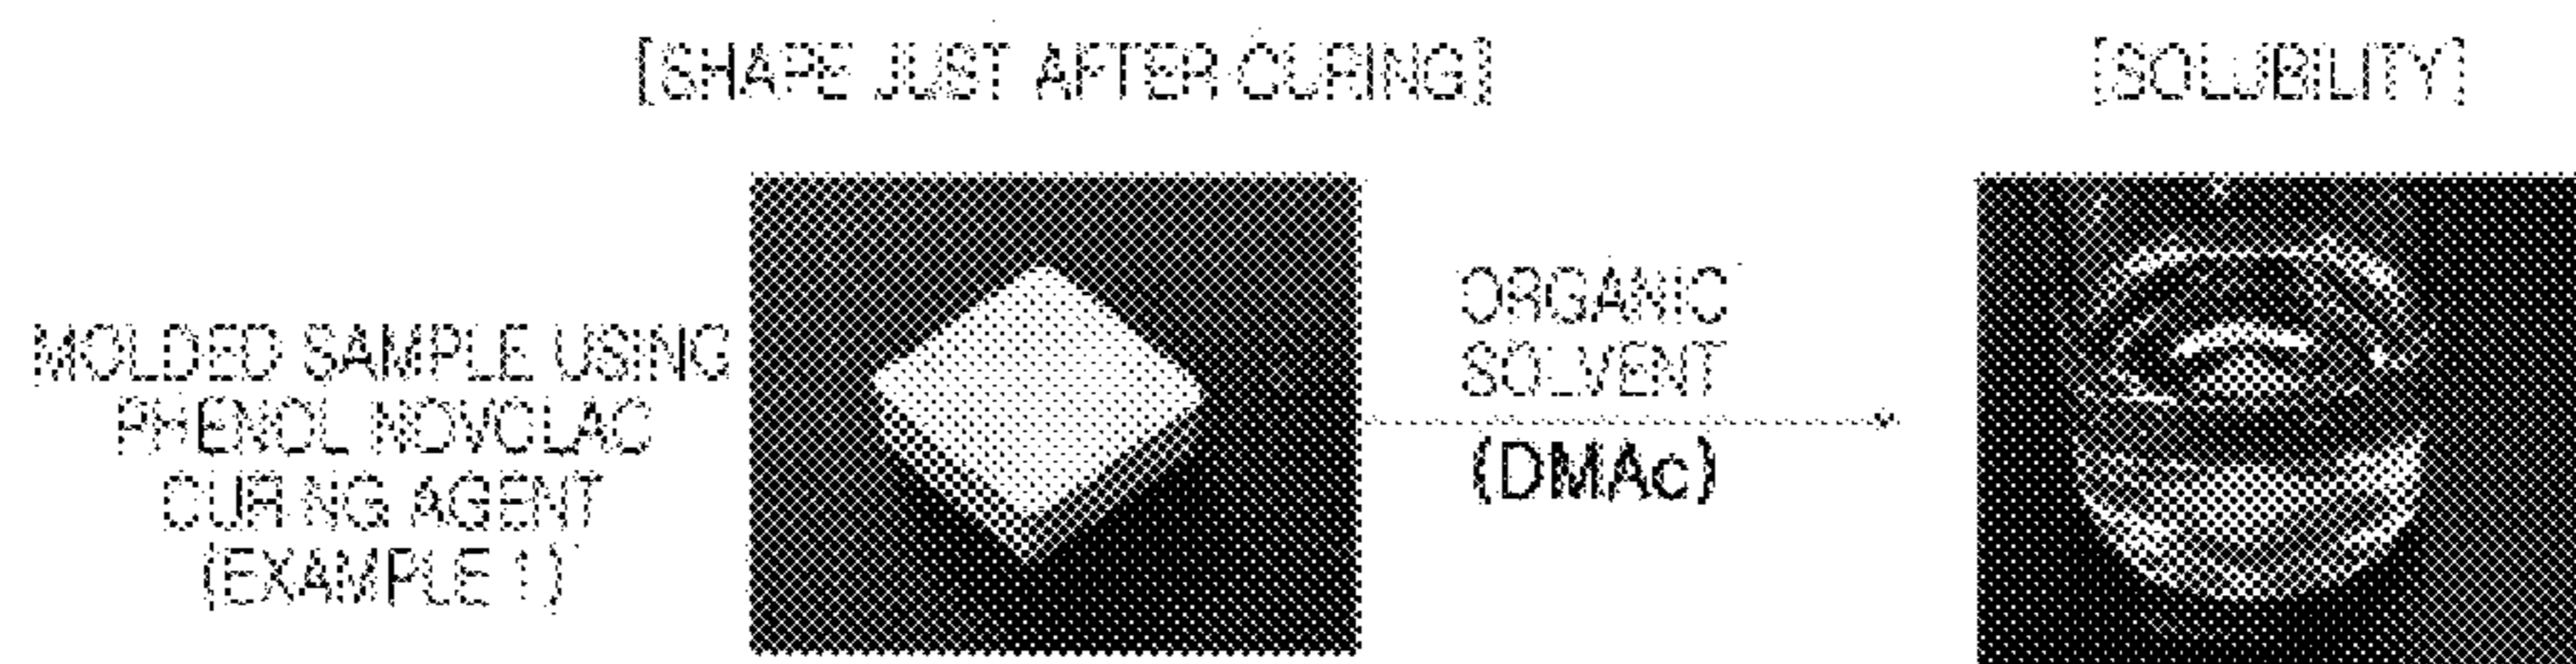 [SHAPE JUST AFTER CURING]
[SOLUBILITY]
MOLDED SAMPLE USING
PHENOL NOVOLAC
CURING AGENT
(EXAMPLE 1)
ORGANIC
SOLVENT
(DMAc)